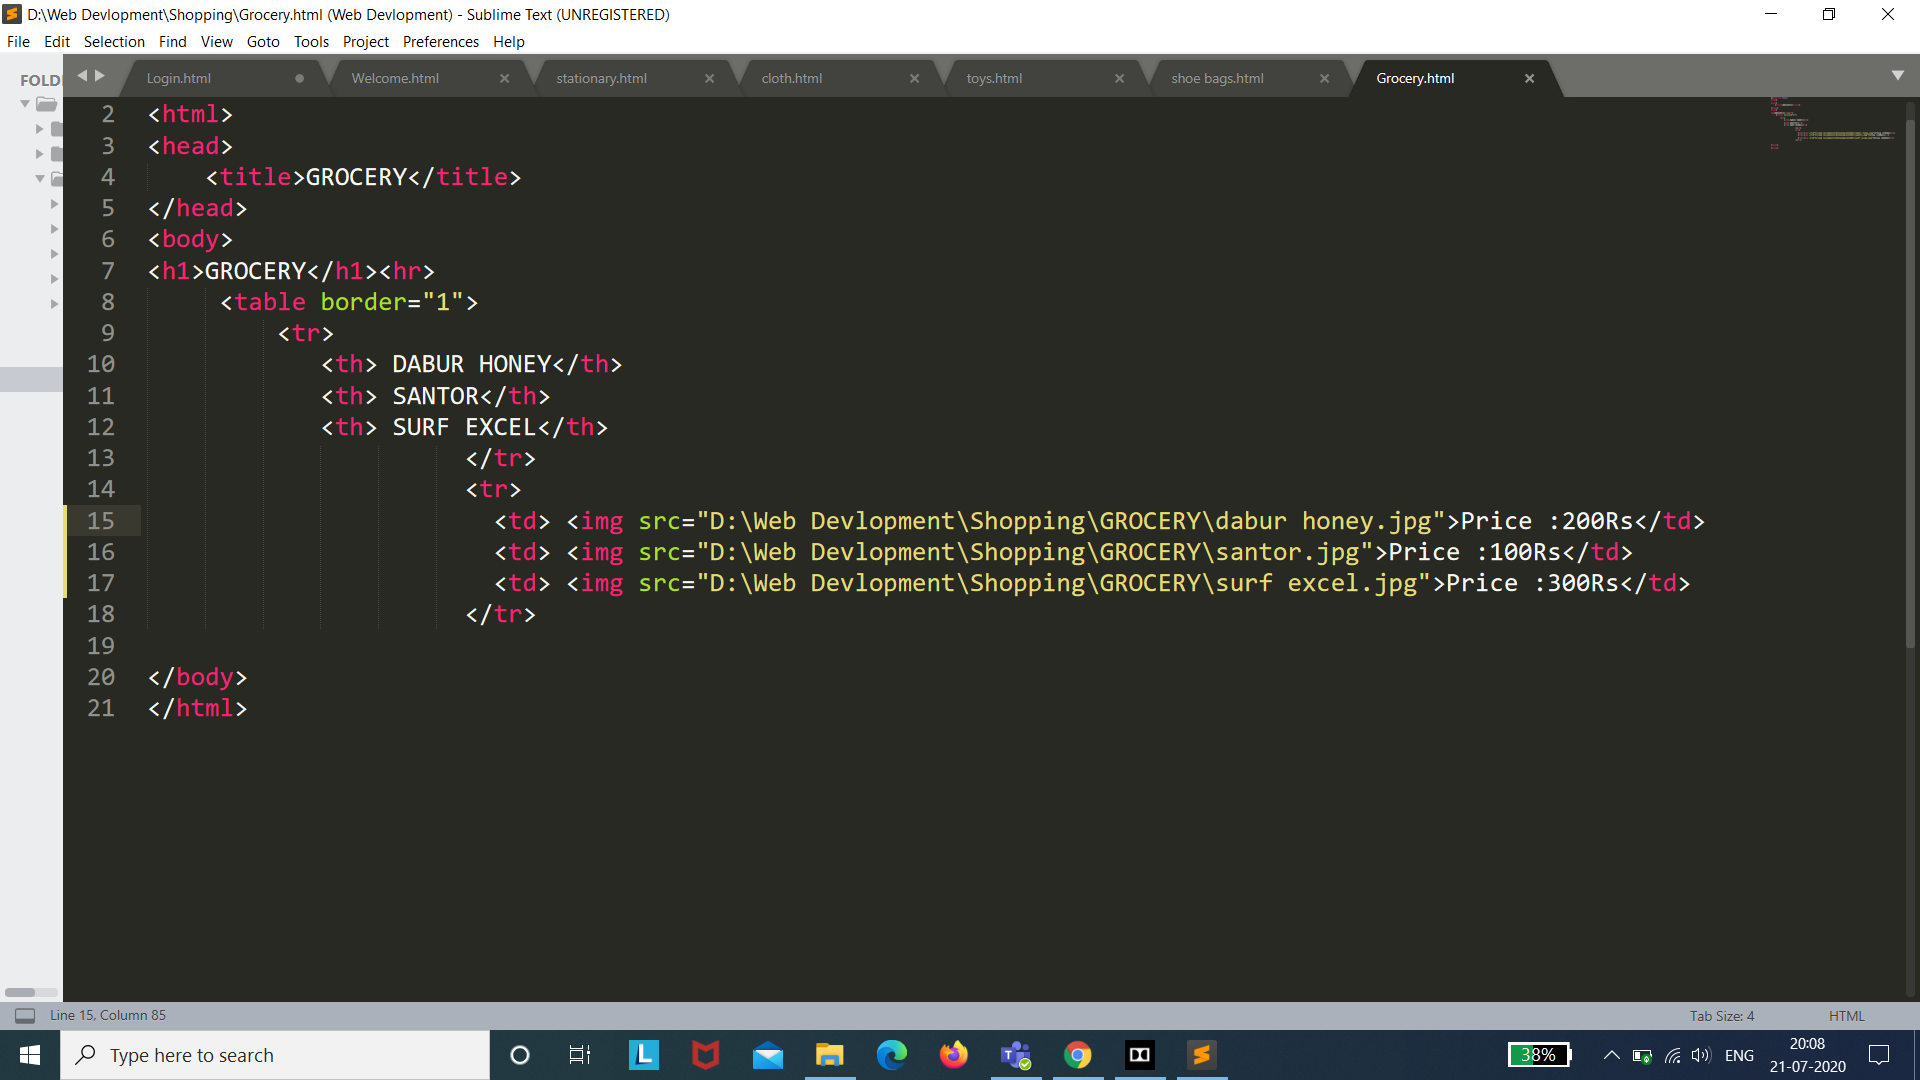 D:\Web Devlopment\Shopping\Grocery.html (Web Devlopment) - Sublime Text (UNREGISTERED)
File Edit Selection Find View Goto Tools Project Preferences Help
FOLD
Login.html Welcome.html stationary.html cloth.html toys.html shoe bags.html Grocery.html
2 <html>
3 <head>
4 <title>GROCERY</title>
5 </head>
6 <body>
7 <h1>GROCERY</h1><hr>
8 <table border="1">
9 <tr>
10 <th> DABUR HONEY</th>
11 <th> SANTOR</th>
12 <th> SURF EXCEL</th>
13 </tr>
14 <tr>
15 <td> <img src="D:\Web Devlopment\Shopping\GROCERY\dabur honey.jpg">Price :200Rs</td>
16 <td> <img src="D:\Web Devlopment\Shopping\GROCERY\santor.jpg">Price :100Rs</td>
17 <td> <img src="D:\Web Devlopment\Shopping\GROCERY\surf excel.jpg">Price :300Rs</td>
18 </tr>
19
20 </body>
21 </html>
Line 15, Column 85 Tab Size: 4 HTML
Type here to search L 38% ENG 20:08
21-07-2020